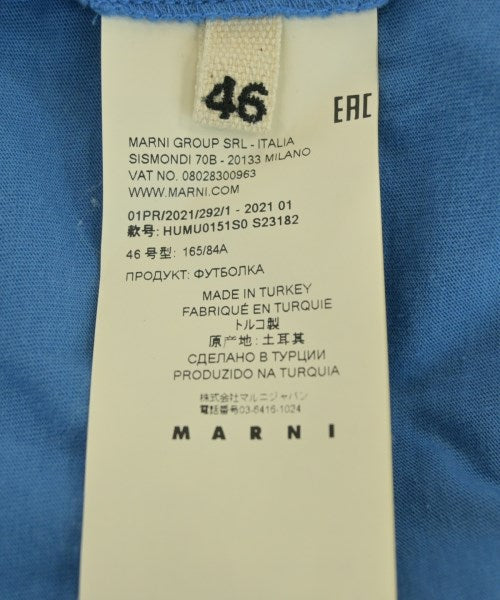 46
EAC
MARNI GROUP SRL - ITALIA
SISMONDI 70B - 20133 MILANO
VAT NO. 08028300963
WWW.MARNI.COM
01PR/2021/292/1 - 2021 01
款号: HUMU0151S0 S23182
46 号型: 165/84A
ПРОДУКТ: ФУТБОЛКА
MADE IN TURKEY
FABRIQUÉ EN TURQUIE
トルコ製
原产地: 土耳其
СДЕЛАНО В ТУРЦИИ
PRODUZIDO NA TURQUIA
株式会社マルニジャパン
電話番号03-6416-1024
MARNI